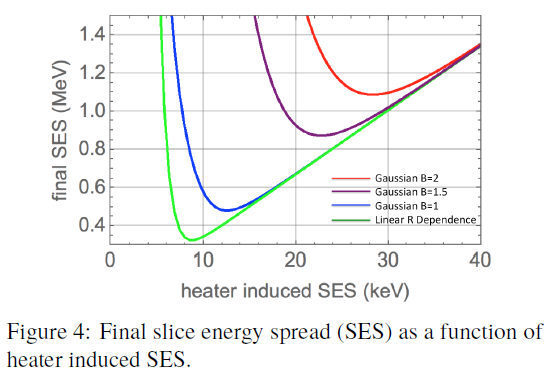 1.4
1.2
1.0
0.8
0.6
0.4
final SES (MeV)
Gaussian B=2
Gaussian B=1.5
Gaussian B=1
Linear R Dependence
0 10 20 30 40
heater induced SES (keV)
Figure 4: Final slice energy spread (SES) as a function of
heater induced SES.